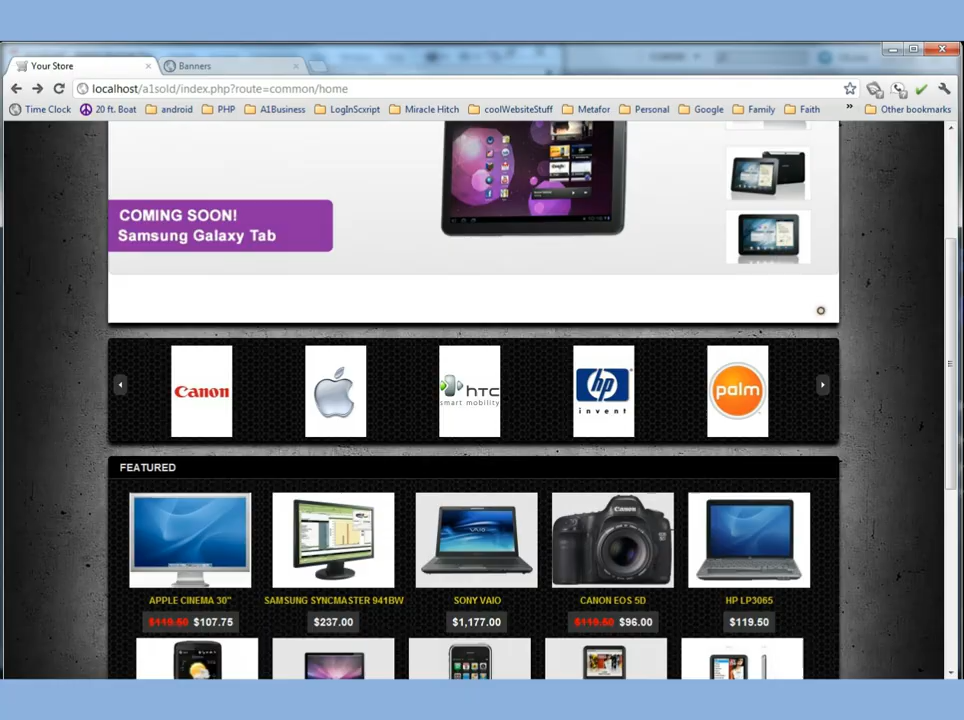 Your Store
Banners
localhost/a1sold/index.php?route=common/home
Time Clock 20 ft. Boat android PHP A1Business LogInScxript Miracle Hitch coolWebsiteStuff Metafor Personal Google Family Faith » Other bookmarks
COMING SOON!
Samsung Galaxy Tab
Canon
htc
smart mobility
hp
invent
palm
FEATURED
Canon
APPLE CINEMA 30" SAMSUNG SYNCMASTER 941BW SONY VAIO CANON EOS 5D HP LP3065
$119.50 $107.75 $237.00 $1,177.00 $119.50 $96.00 $119.50